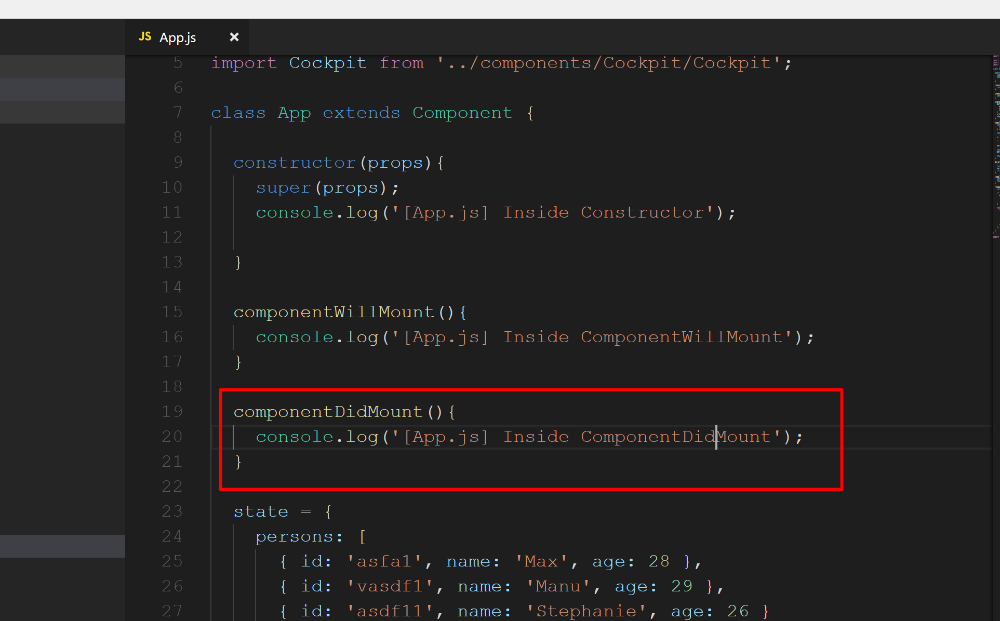 JS App.js ×
5 import Cockpit from '../components/Cockpit/Cockpit';
6
7 class App extends Component {
8
9 constructor(props){
10 super(props);
11 console.log('[App.js] Inside Constructor');
12
13 }
14
15 componentWillMount(){
16 console.log('[App.js] Inside ComponentWillMount');
17 }
18
19 componentDidMount(){
20 console.log('[App.js] Inside ComponentDidMount');
21 }
22
23 state = {
24 persons: [
25 { id: 'asfa1', name: 'Max', age: 28 },
26 { id: 'vasdf1', name: 'Manu', age: 29 },
27 { id: 'asdf11', name: 'Stephanie', age: 26 }